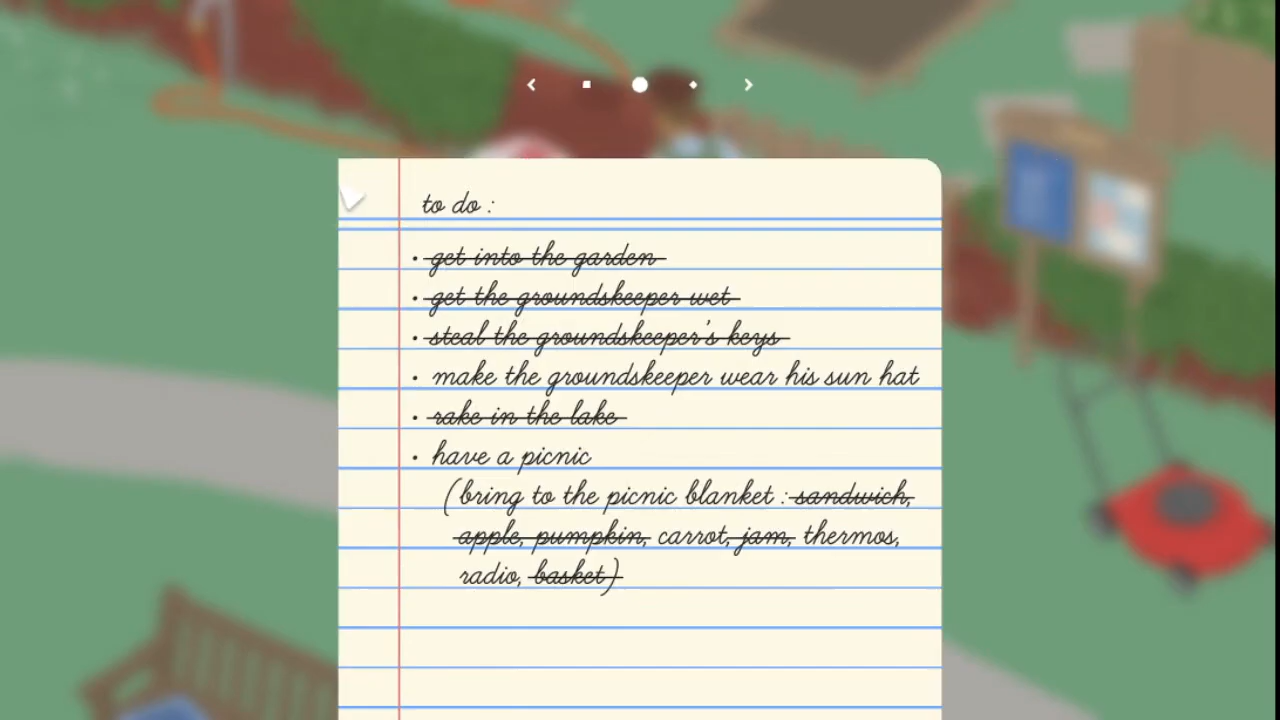 to do :
• get into the garden
• get the groundskeeper wet
• steal the groundskeeper's keys
• make the groundskeeper wear his sun hat
• rake in the lake
• have a picnic
(bring to the picnic blanket : sandwich,
apple, pumpkin, carrot, jam, thermos,
radio, basket)